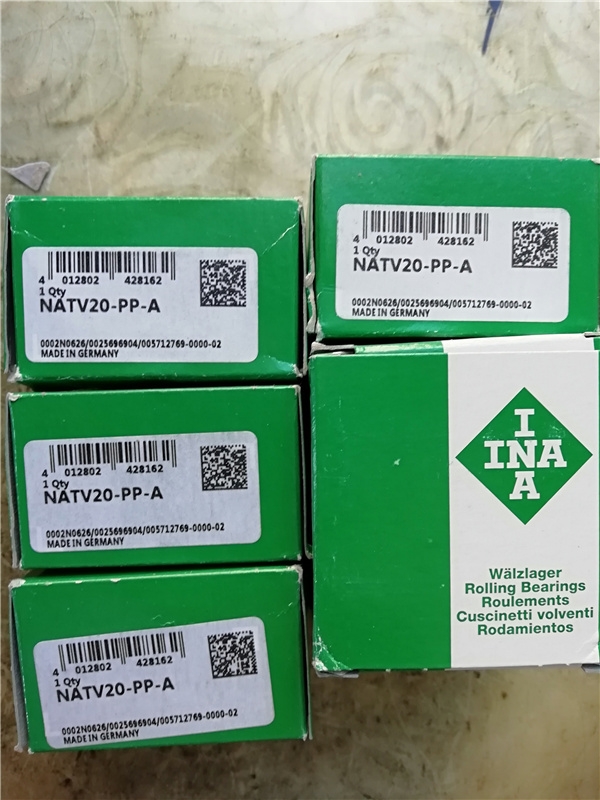 4 012802 428162
1 Qty
NATV20-PP-A
0002N0626/0025696904/005712769-0000-02
MADE IN GERMANY
4 012802 428162
1 Qty
NATV20-PP-A
0002N0626/0025696904/005712769-0000-02
MADE IN GERMANY
4 012802 428162
1 Qty
NATV20-PP-A
0002N0626/0025696904/005712769-0000-02
MADE IN GERMANY
4 012802 428162
1 Qty
NATV20-PP-A
0002N0626/0025696904/005712769-0000-02
MADE IN GERMANY
I
INA
A
Wälzlager
Rolling Bearings
Roulements
Cuscinetti volventi
Rodamientos